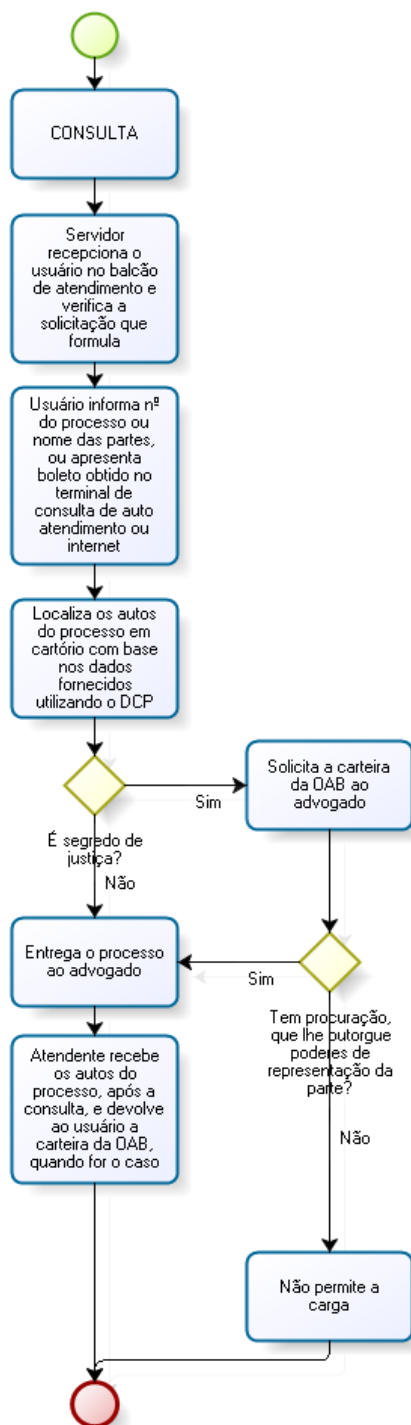 CONSULTA
Servidor
recepciona o
usuário no balcão
de atendimento e
verifica a
solicitação que
formula
Usuário informa nº
do processo ou
nome das partes,
ou apresenta
boleto obtido no
terminal de
consulta de auto
atendimento ou
internet
Localiza os autos
do processo em
cartório com base
nos dados
fornecidos
utilizando o DCP
É segredo de
justiça?
Sim
Solicita a carteira
da OAB ao
advogado
Não
Entrega o processo
ao advogado
Sim
Tem procuração,
que lhe outorgue
poderes de
representação da
parte?
Atendente recebe
os autos do
processo, após a
consulta, e devolve
ao usuário a
carteira da OAB,
quando for o caso
Não
Não permite a
carga